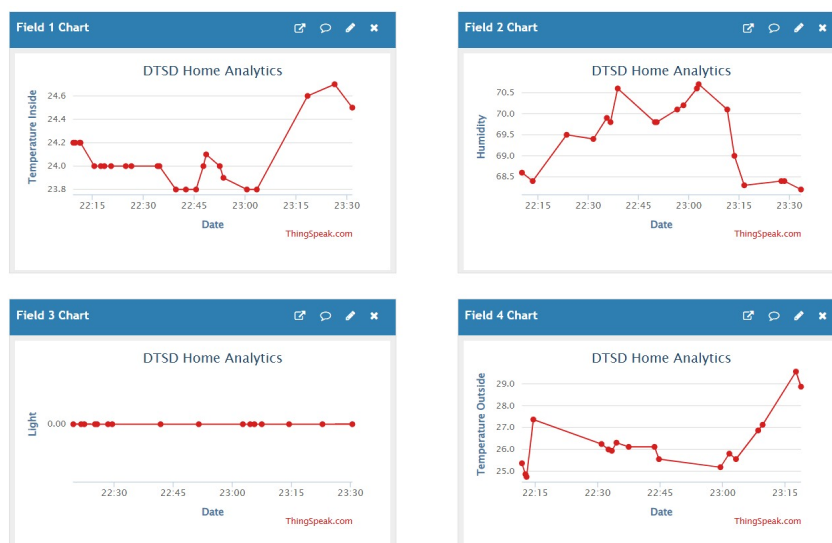 Field 1 Chart
DTSD Home Analytics
Temperature Inside
24.6
24.4
24.2
24.0
23.8
22:15 22:30 22:45 23:00 23:15 23:30
Date
ThingSpeak.com
Field 2 Chart
DTSD Home Analytics
Humidity
70.5
70.0
69.5
69.0
68.5
22:15 22:30 22:45 23:00 23:15 23:30
Date
ThingSpeak.com
Field 3 Chart
DTSD Home Analytics
Light
0.00
22:30 22:45 23:00 23:15 23:30
Date
ThingSpeak.com
Field 4 Chart
DTSD Home Analytics
Temperature Outside
29.0
28.0
27.0
26.0
25.0
22:15 22:30 22:45 23:00 23:15
Date
ThingSpeak.com